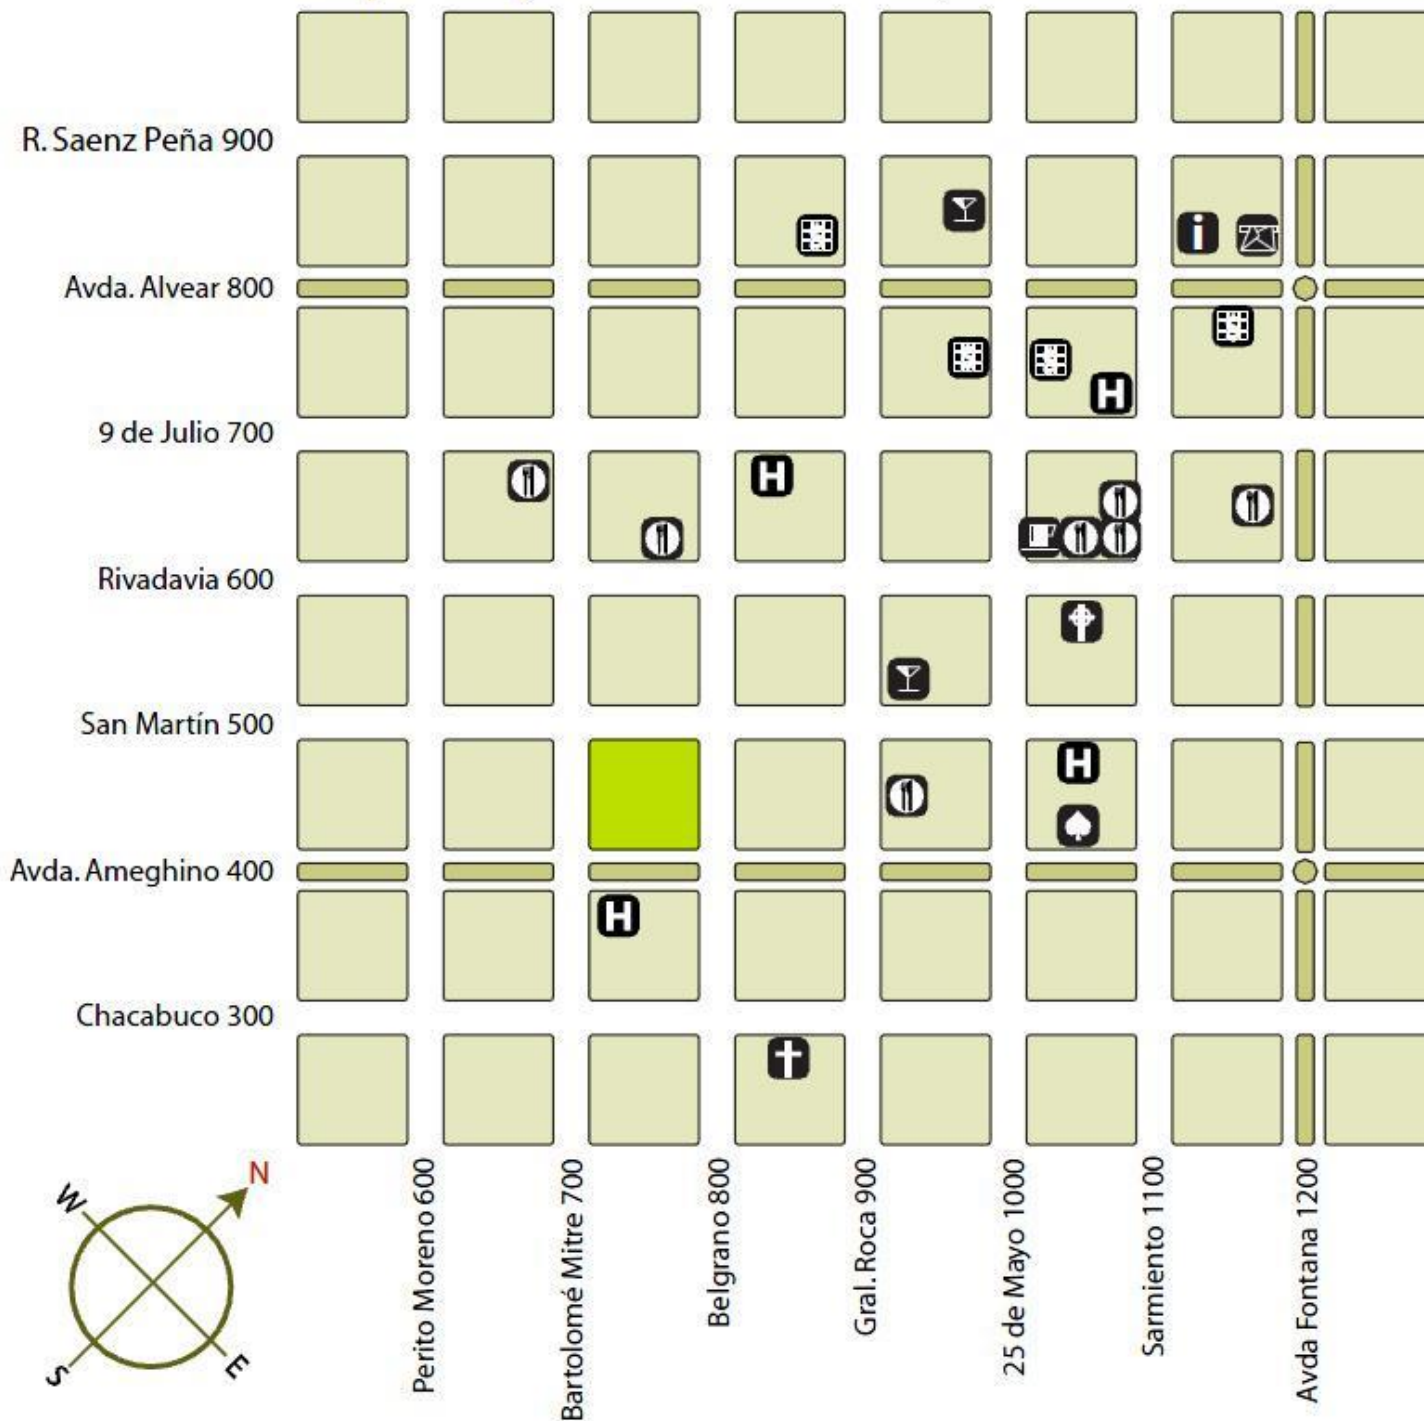 R. Saenz Peña 900
i
Avda. Alvear 800
H
9 de Julio 700
H
Rivadavia 600
San Martín 500
H
Avda. Ameghino 400
H
Chacabuco 300
Perito Moreno 600
Bartolomé Mitre 700
Belgrano 800
Gral. Roca 900
25 de Mayo 1000
Sarmiento 1100
Avda Fontana 1200
N
W
S
E